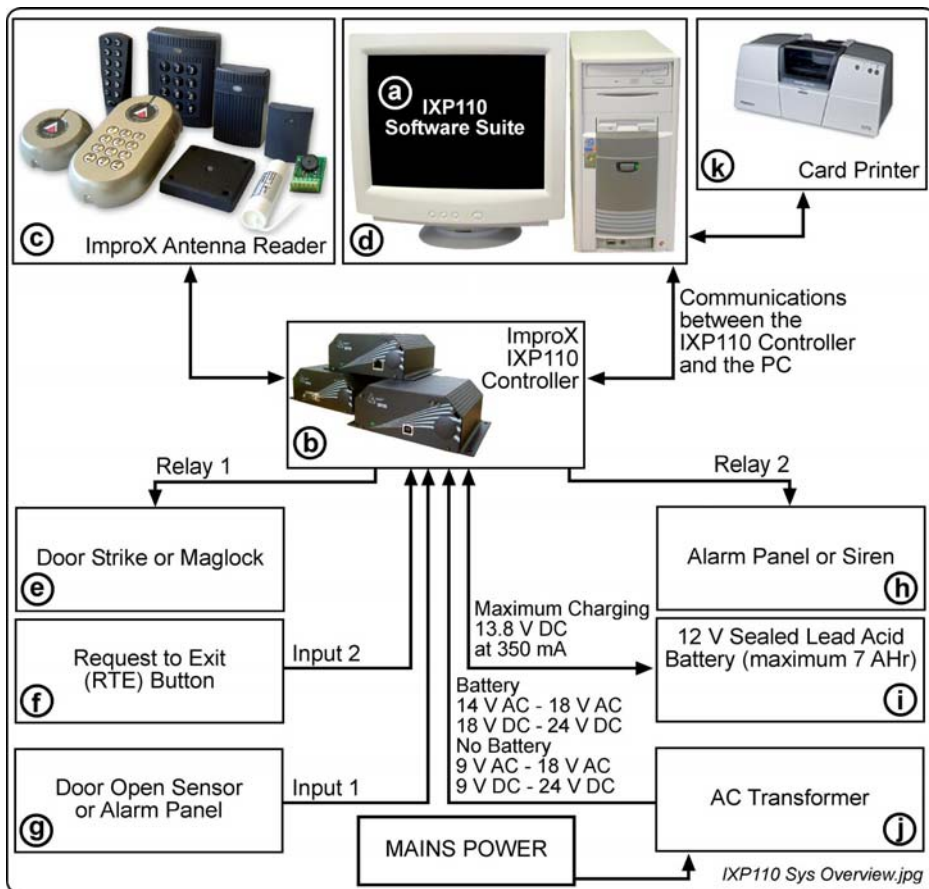 a
IXP110
Software Suite
c
ImproX Antenna Reader
d
k
Card Printer
Communications
between the
IXP110 Controller
and the PC
ImproX
IXP110
Controller
b
Relay 1
Relay 2
Door Strike or Maglock
e
Alarm Panel or Siren
h
Request to Exit
(RTE) Button
f
Input 2
Maximum Charging
13.8 V DC
at 350 mA
12 V Sealed Lead Acid
Battery (maximum 7 AHr)
i
Battery
14 V AC - 18 V AC
18 V DC - 24 V DC
No Battery
9 V AC - 18 V AC
9 V DC - 24 V DC
Door Open Sensor
or Alarm Panel
g
Input 1
AC Transformer
j
MAINS POWER
IXP110 Sys Overview.jpg